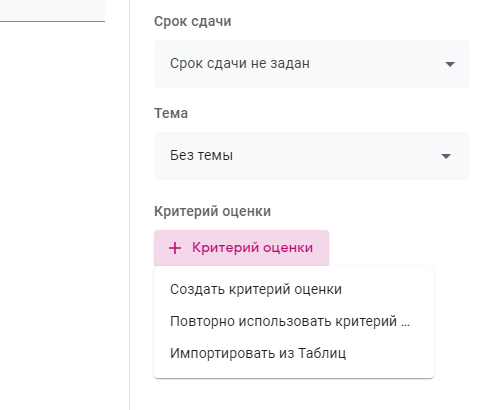 Срок сдачи
Срок сдачи не задан
Тема
Без темы
Критерий оценки
Критерий оценки
Создать критерий оценки
Повторно использовать критерий ...
Импортировать из Таблиц